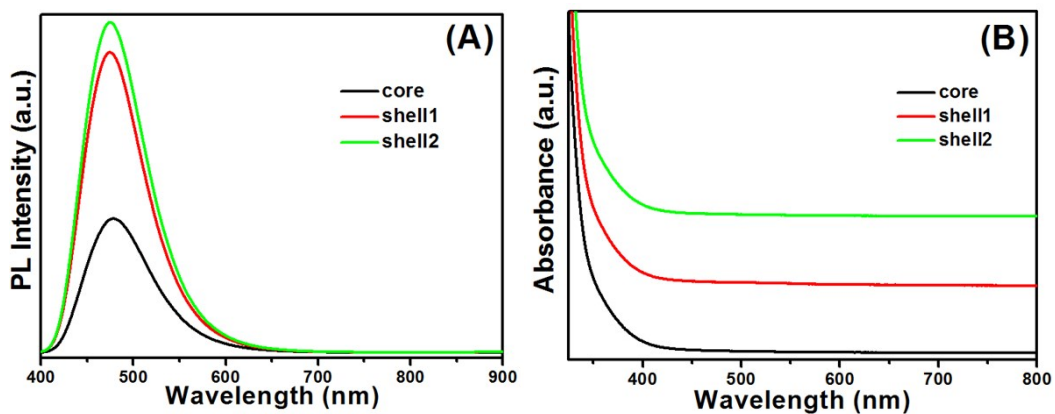 (A)
PL Intensity (a.u.)
core
shell1
shell2
400
500
600
700
800
900
Wavelength (nm)
(B)
Absorbance (a.u.)
core
shell1
shell2
400
500
600
700
800
Wavelength (nm)